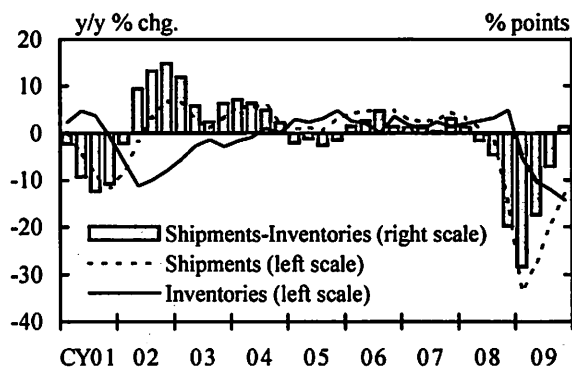 y/y % chg.
% points
20
10
0
-10
-20
-30
-40
Shipments-Inventories (right scale)
Shipments (left scale)
Inventories (left scale)
CY01 02 03 04 05 06 07 08 09